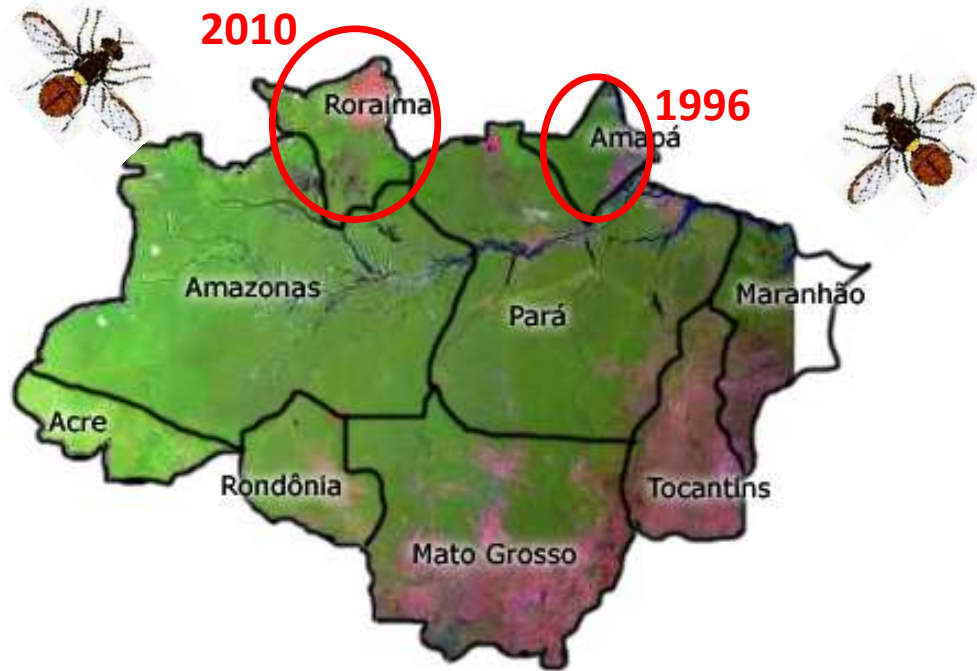 2010
Roraima
1996
Amapá
Amazonas
Maranhão
Pará
Acre
Rondônia
Tocantins
Mato Grosso